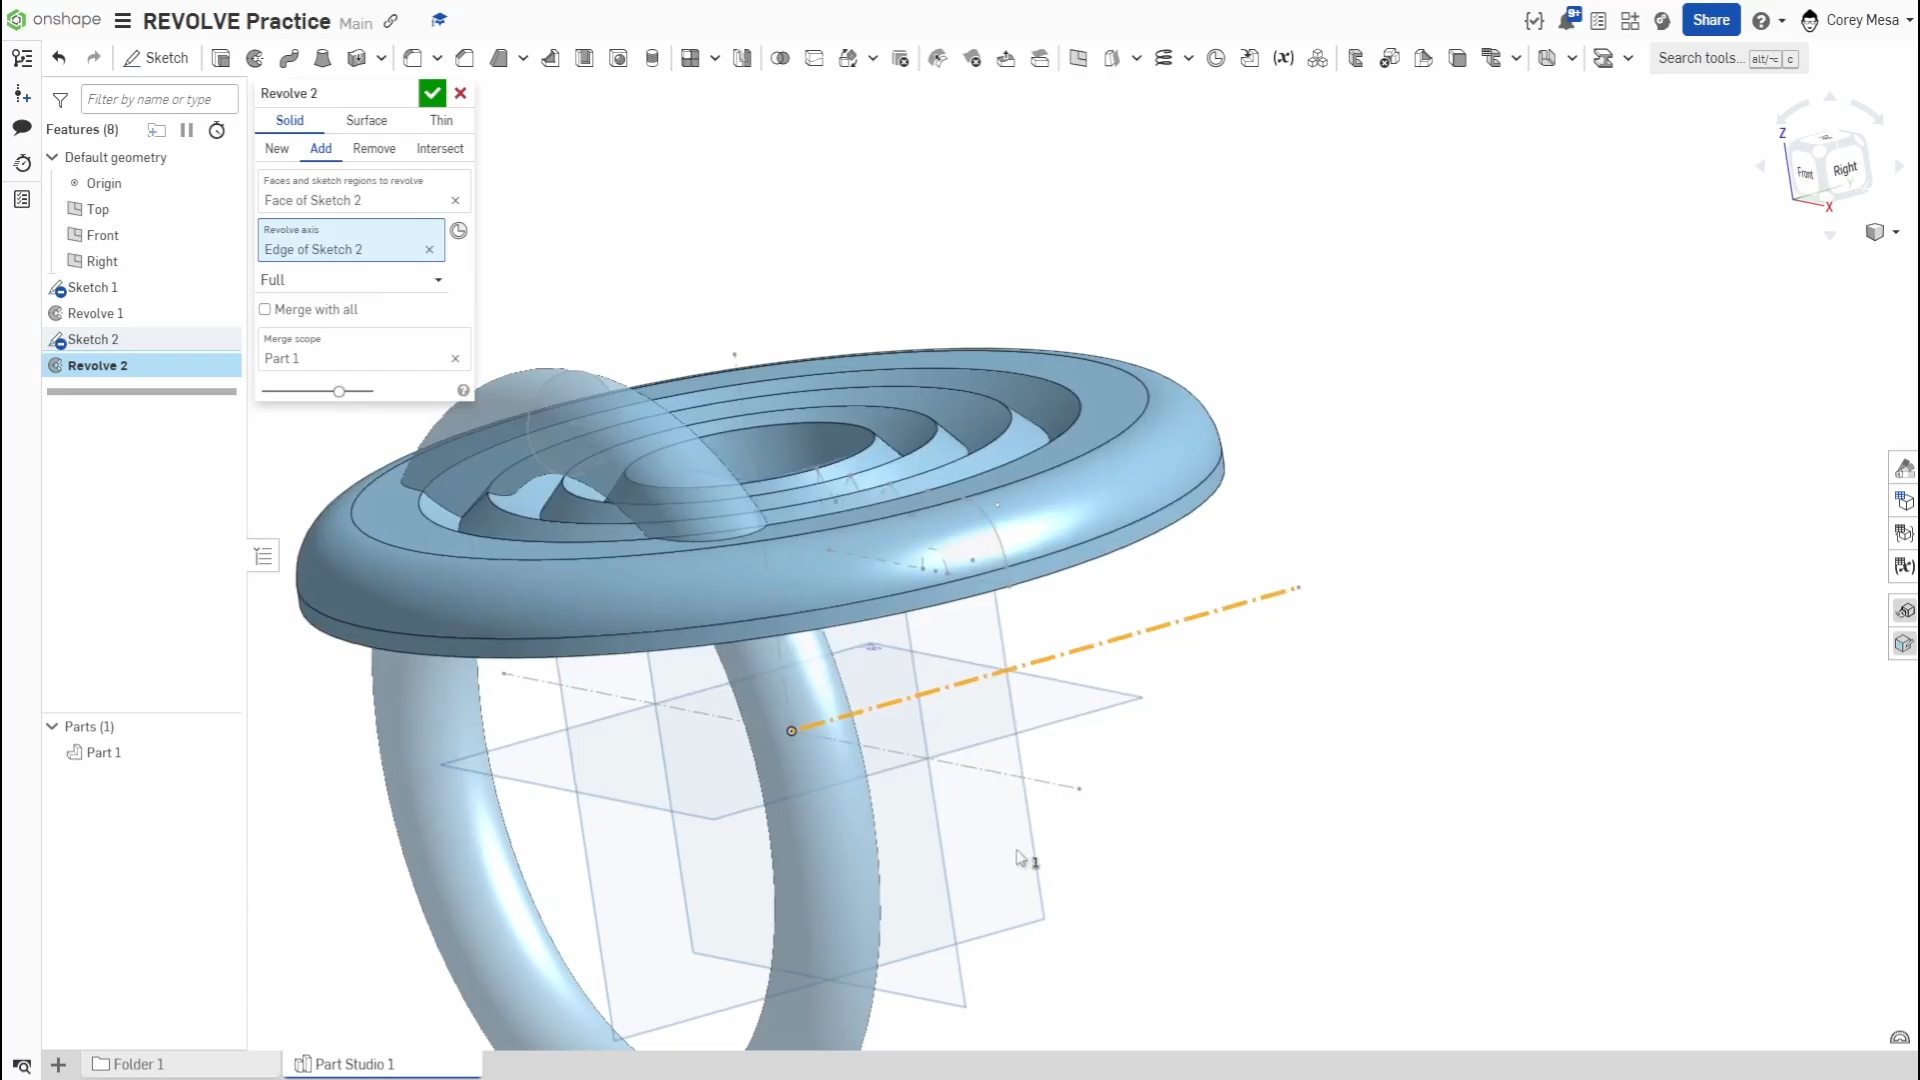 onshape
REVOLVE Practice Main
9+
Share
Corey Mesa
Sketch
Search tools... alt/⌥ c
Filter by name or type
Features (8)
Default geometry
Origin
Top
Front
Right
Sketch 1
Revolve 1
Sketch 2
Revolve 2
Parts (1)
Part 1
Revolve 2
Solid Surface Thin
New Add Remove Intersect
Faces and sketch regions to revolve
Face of Sketch 2
Revolve axis
Edge of Sketch 2
Full
Merge with all
Merge scope
Part 1
Z
Front Right
X
1
Folder 1
Part Studio 1